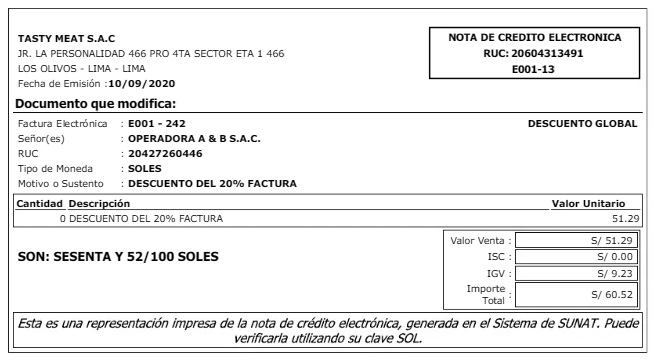 TASTY MEAT S.A.C
JR. LA PERSONALIDAD 466 PRO 4TA SECTOR ETA 1 466
LOS OLIVOS - LIMA - LIMA
Fecha de Emisión :10/09/2020
NOTA DE CREDITO ELECTRONICA
RUC: 20604313491
E001-13
Documento que modifica:
Factura Electrónica : E001 - 242 DESCUENTO GLOBAL
Señor(es) : OPERADORA A & B S.A.C.
RUC : 20427260446
Tipo de Moneda : SOLES
Motivo o Sustento : DESCUENTO DEL 20% FACTURA
Cantidad Descripción Valor Unitario
0 DESCUENTO DEL 20% FACTURA 51.29
SON: SESENTA Y 52/100 SOLES
Valor Venta : S/ 51.29
ISC : S/ 0.00
IGV : S/ 9.23
Importe Total : S/ 60.52
Esta es una representación impresa de la nota de crédito electrónica, generada en el Sistema de SUNAT. Puede
verificarla utilizando su clave SOL.